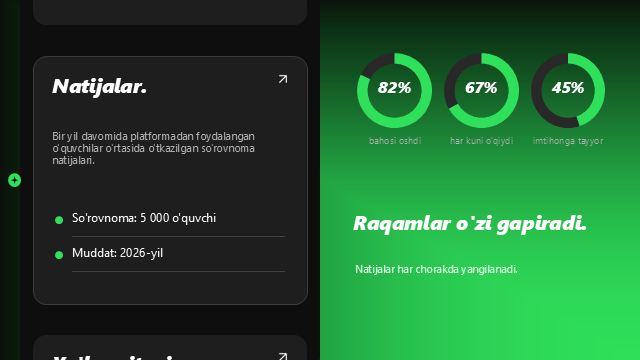 Natijalar.
Bir yil davomida platformadan foydalangan
o'quvchilar o'rtasida o'tkazilgan so'rovnoma
natijalari.
So'rovnoma: 5 000 o'quvchi
Muddat: 2026-yil
82%
67%
45%
bahosi oshdi
har kuni o'qiydi
imtihonga tayyor
Raqamlar o'zi gapiradi.
Natijalar har chorakda yangilanadi.